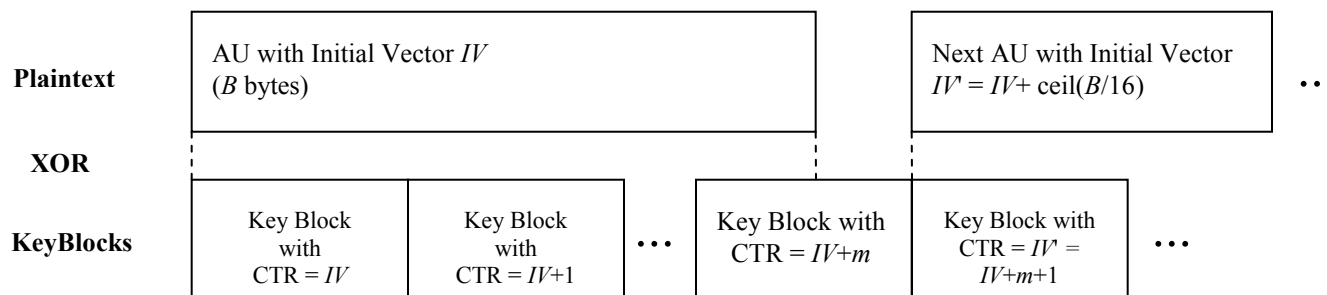 Plaintext
AU with Initial Vector IV
(B bytes)
Next AU with Initial Vector
IV' = IV+ ceil(B/16)
..
XOR
KeyBlocks
Key Block
with
CTR = IV
Key Block
with
CTR = IV+1
...
Key Block with
CTR = IV+m
Key Block with
CTR = IV' =
IV+m+1
...